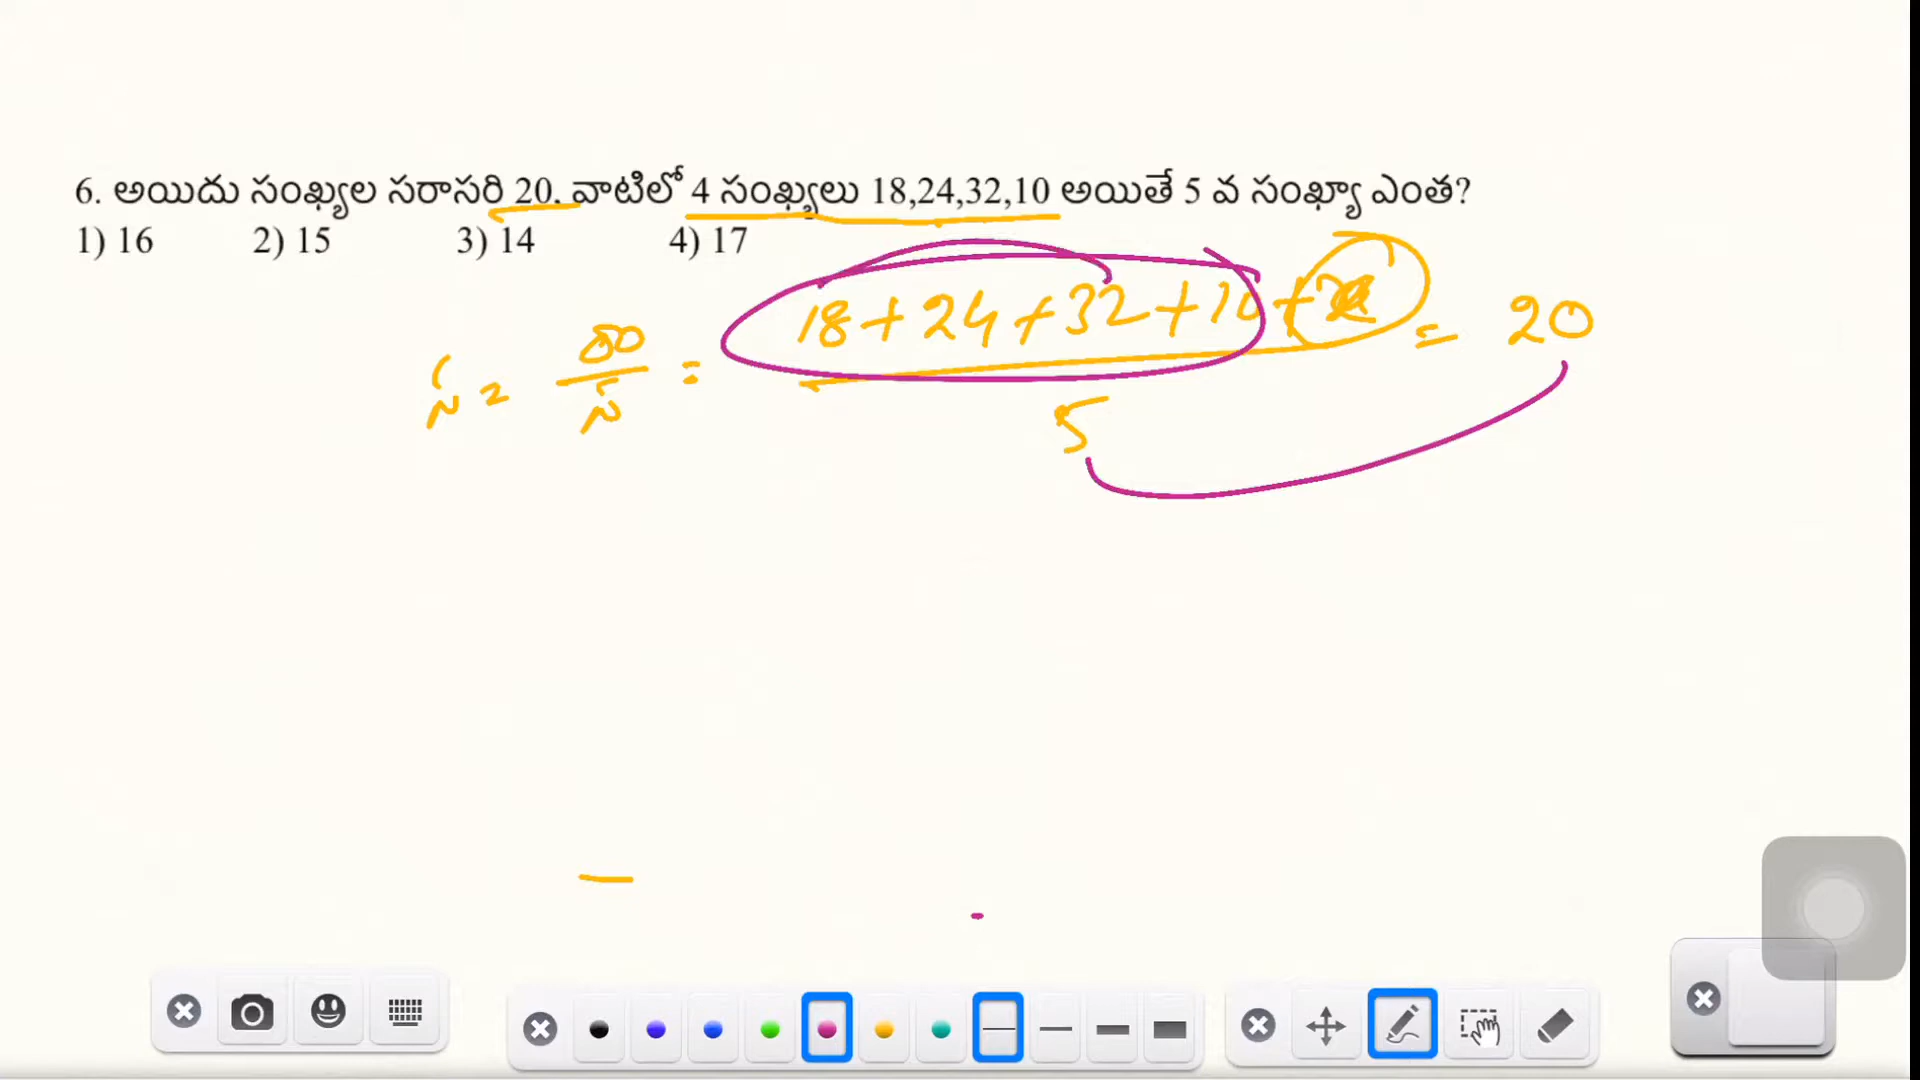 6. అయిదు సంఖ్యల సరాసరి 20. వాటిలో 4 సంఖ్యలు 18,24,32,10 అయితే 5 వ సంఖ్యా ఎంత?
1) 16 2) 15 3) 14 4) 17
18+24+32+10+x = 20
5